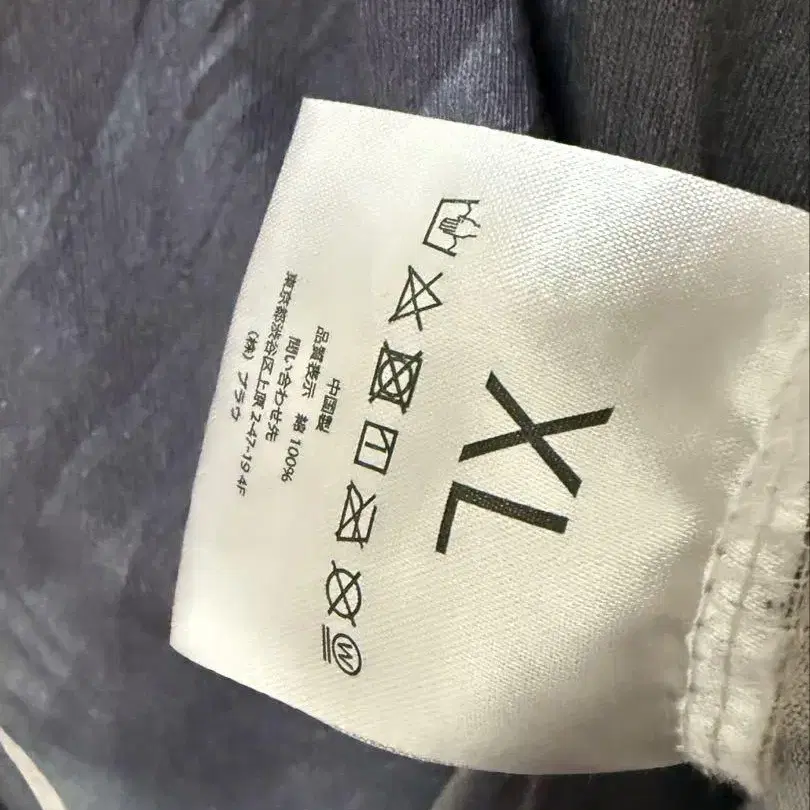 XL
中国製
品質表示 綿 100%
問い合わせ先
東京都渋谷区上原 2-47-19 4F
(株) ブラウ
W